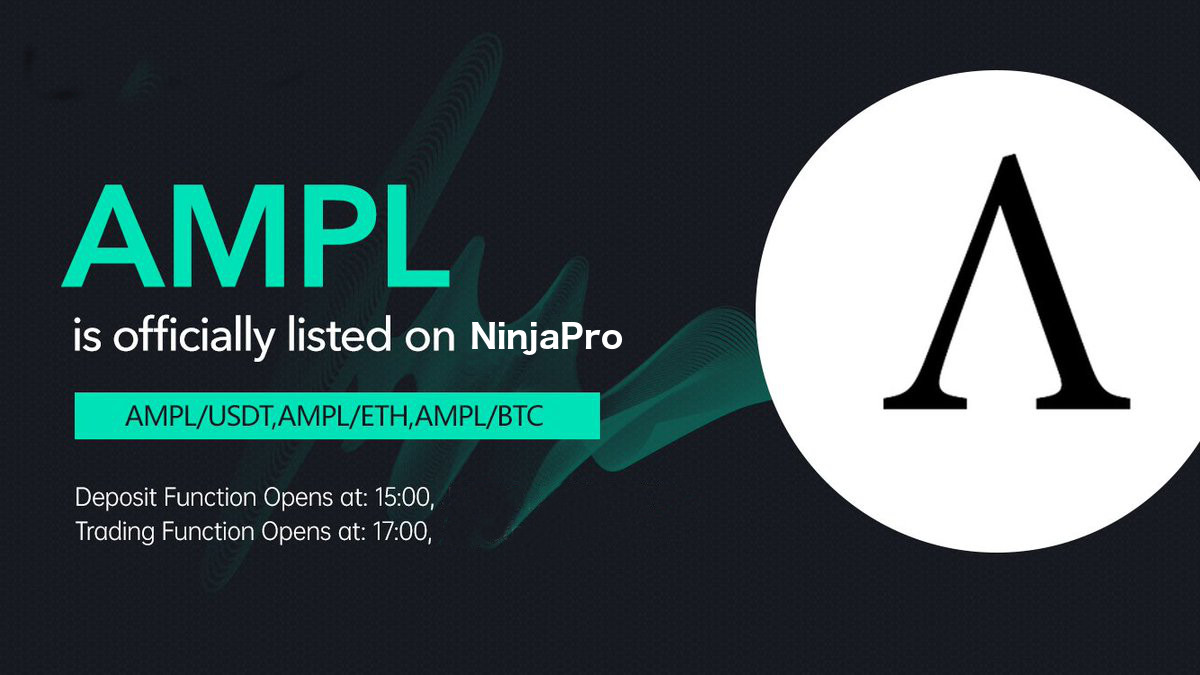 AMPL
is officially listed on NinjaPro
AMPL/USDT,AMPL/ETH,AMPL/BTC
Deposit Function Opens at: 15:00,
Trading Function Opens at: 17:00,
Λ